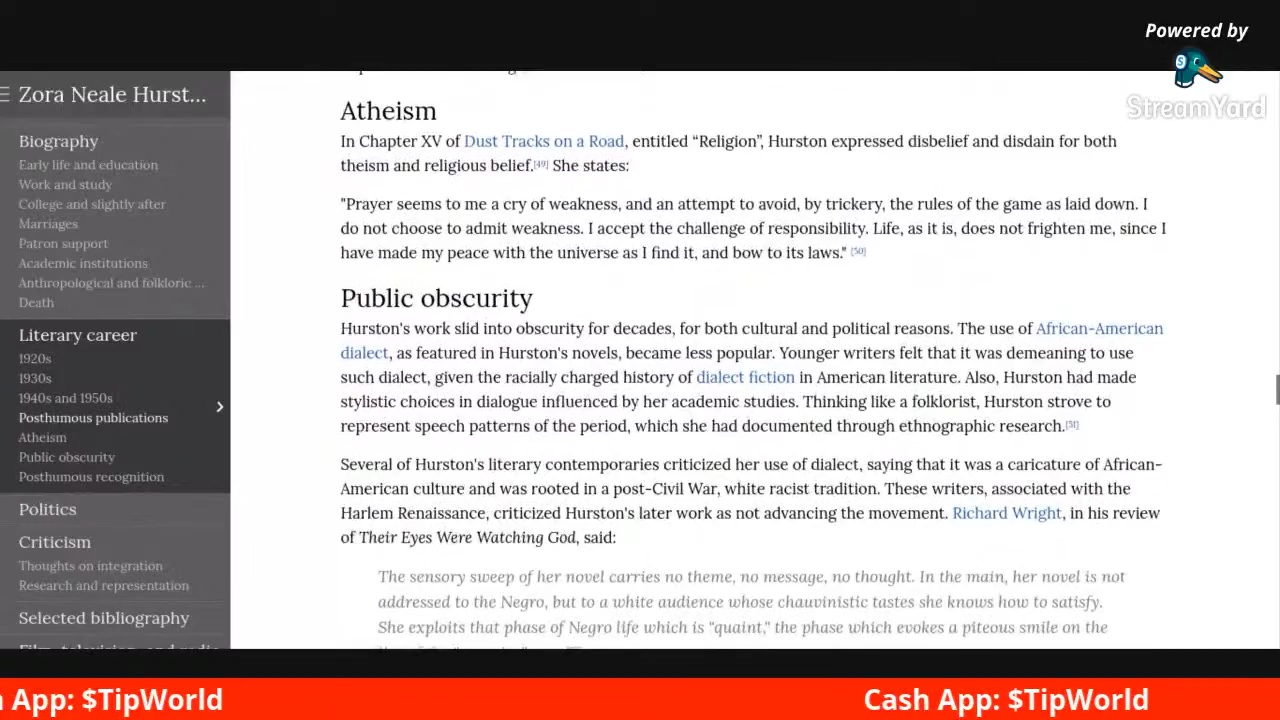 Powered by
StreamYard
Zora Neale Hurst...
Biography
Early life and education
Work and study
College and slightly after
Marriages
Patron support
Academic institutions
Anthropological and folkloric ...
Death
Literary career
1920s
1930s
1940s and 1950s
Posthumous publications
Atheism
Public obscurity
Posthumous recognition
Politics
Criticism
Thoughts on integration
Research and representation
Selected bibliography
Atheism
In Chapter XV of Dust Tracks on a Road, entitled “Religion”, Hurston expressed disbelief and disdain for both
theism and religious belief.[49] She states:
"Prayer seems to me a cry of weakness, and an attempt to avoid, by trickery, the rules of the game as laid down. I
do not choose to admit weakness. I accept the challenge of responsibility. Life, as it is, does not frighten me, since I
have made my peace with the universe as I find it, and bow to its laws." [50]
Public obscurity
Hurston's work slid into obscurity for decades, for both cultural and political reasons. The use of African-American
dialect, as featured in Hurston's novels, became less popular. Younger writers felt that it was demeaning to use
such dialect, given the racially charged history of dialect fiction in American literature. Also, Hurston had made
stylistic choices in dialogue influenced by her academic studies. Thinking like a folklorist, Hurston strove to
represent speech patterns of the period, which she had documented through ethnographic research.[51]
Several of Hurston's literary contemporaries criticized her use of dialect, saying that it was a caricature of African-
American culture and was rooted in a post-Civil War, white racist tradition. These writers, associated with the
Harlem Renaissance, criticized Hurston's later work as not advancing the movement. Richard Wright, in his review
of Their Eyes Were Watching God, said:
The sensory sweep of her novel carries no theme, no message, no thought. In the main, her novel is not
addressed to the Negro, but to a white audience whose chauvinistic tastes she knows how to satisfy.
She exploits that phase of Negro life which is "quaint," the phase which evokes a piteous smile on the
App: $TipWorld
Cash App: $TipWorld